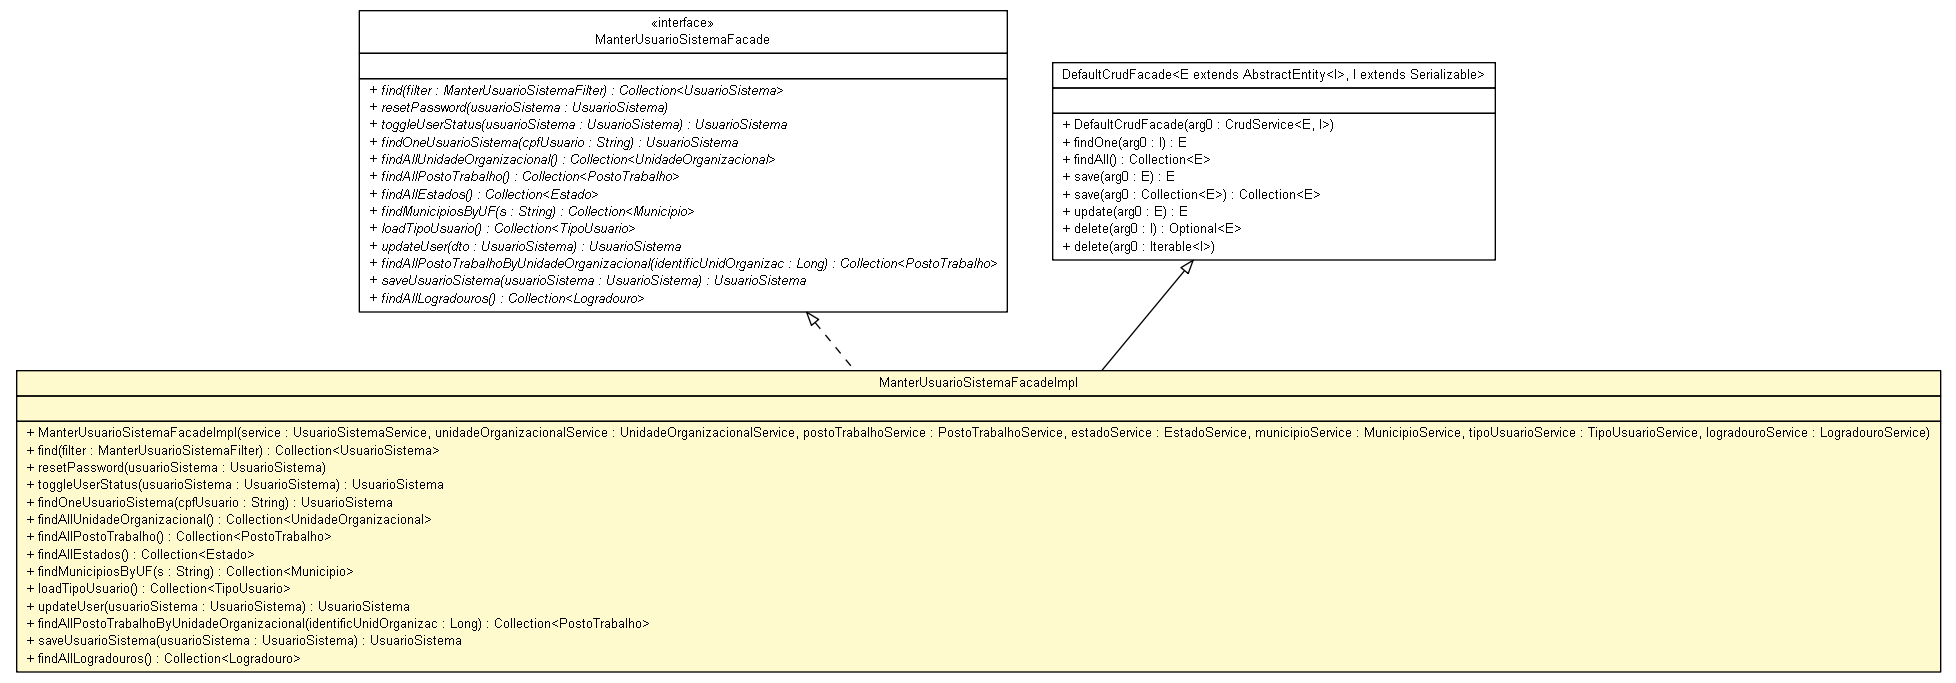 «interface»
ManterUsuarioSistemaFacade
+ find(filter : ManterUsuarioSistemaFilter) : Collection<UsuarioSistema>
+ resetPassword(usuarioSistema : UsuarioSistema)
+ toggleUserStatus(usuarioSistema : UsuarioSistema) : UsuarioSistema
+ findOneUsuarioSistema(cpfUsuario : String) : UsuarioSistema
+ findAllUnidadeOrganizacional() : Collection<UnidadeOrganizacional>
+ findAllPostoTrabalho() : Collection<PostoTrabalho>
+ findAllEstados() : Collection<Estado>
+ findMunicipiosByUF(s : String) : Collection<Municipio>
+ loadTipoUsuario() : Collection<TipoUsuario>
+ updateUser(dto : UsuarioSistema) : UsuarioSistema
+ findAllPostoTrabalhoByUnidadeOrganizacional(identificUnidOrganizac : Long) : Collection<PostoTrabalho>
+ saveUsuarioSistema(usuarioSistema : UsuarioSistema) : UsuarioSistema
+ findAllLogradouros() : Collection<Logradouro>
DefaultCrudFacade<E extends AbstractEntity<I>, I extends Serializable>
+ DefaultCrudFacade(arg0 : CrudService<E, I>)
+ findOne(arg0 : I) : E
+ findAll() : Collection<E>
+ save(arg0 : E) : E
+ save(arg0 : Collection<E>) : Collection<E>
+ update(arg0 : E) : E
+ delete(arg0 : I) : Optional<E>
+ delete(arg0 : Iterable<I>)
ManterUsuarioSistemaFacadeImpl
+ ManterUsuarioSistemaFacadeImpl(service : UsuarioSistemaService, unidadeOrganizacionalService : UnidadeOrganizacionalService, postoTrabalhoService : PostoTrabalhoService, estadoService : EstadoService, municipioService : MunicipioService, tipoUsuarioService : TipoUsuarioService, logradouroService : LogradouroService)
+ find(filter : ManterUsuarioSistemaFilter) : Collection<UsuarioSistema>
+ resetPassword(usuarioSistema : UsuarioSistema)
+ toggleUserStatus(usuarioSistema : UsuarioSistema) : UsuarioSistema
+ findOneUsuarioSistema(cpfUsuario : String) : UsuarioSistema
+ findAllUnidadeOrganizacional() : Collection<UnidadeOrganizacional>
+ findAllPostoTrabalho() : Collection<PostoTrabalho>
+ findAllEstados() : Collection<Estado>
+ findMunicipiosByUF(s : String) : Collection<Municipio>
+ loadTipoUsuario() : Collection<TipoUsuario>
+ updateUser(usuarioSistema : UsuarioSistema) : UsuarioSistema
+ findAllPostoTrabalhoByUnidadeOrganizacional(identificUnidOrganizac : Long) : Collection<PostoTrabalho>
+ saveUsuarioSistema(usuarioSistema : UsuarioSistema) : UsuarioSistema
+ findAllLogradouros() : Collection<Logradouro>